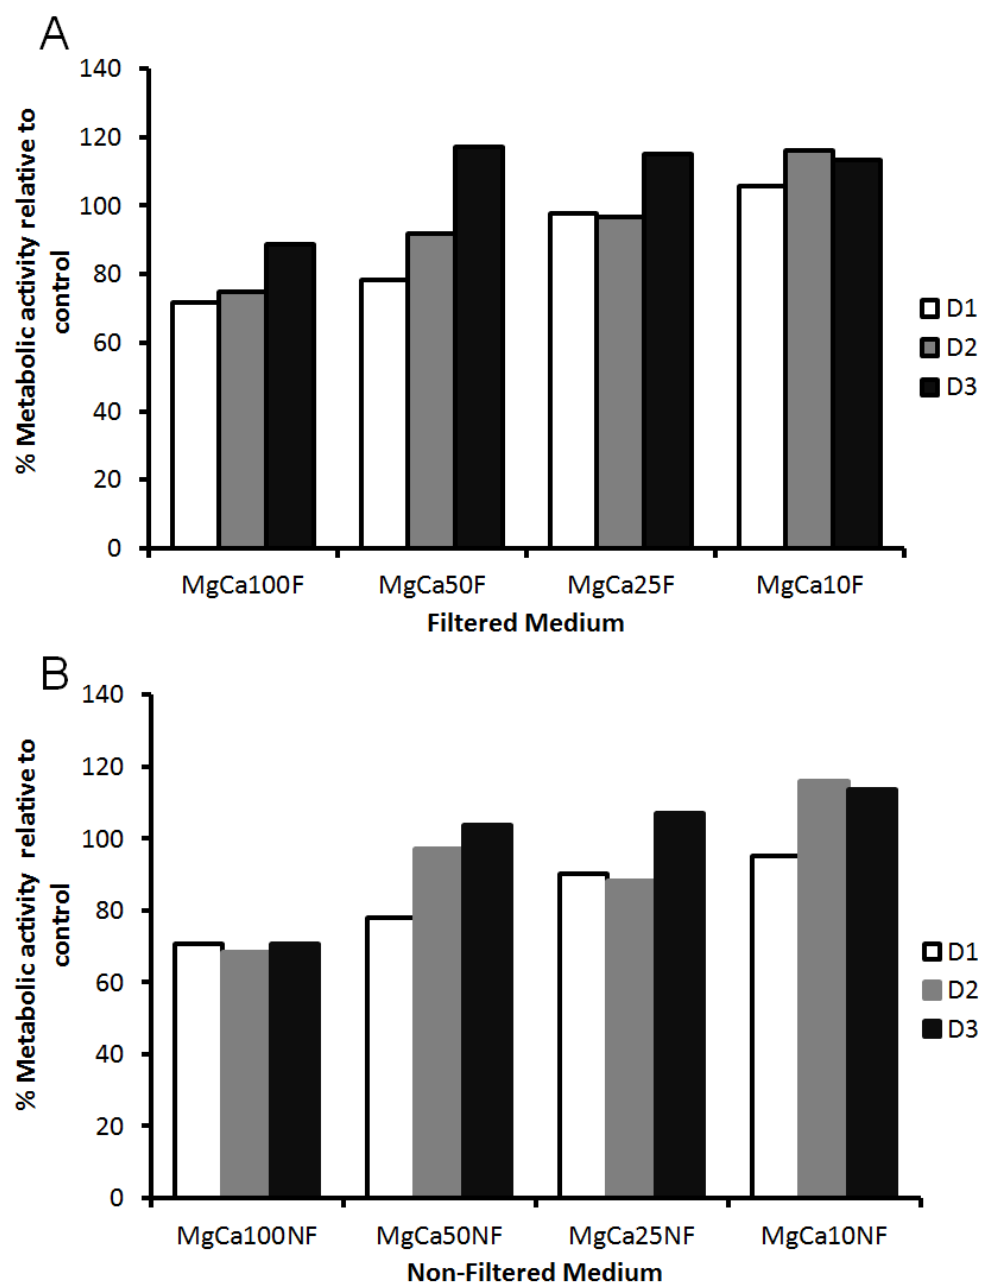 A
140
120
100
80
60
40
20
0
% Metabolic activity relative to
control
MgCa100F MgCa50F MgCa25F MgCa10F
Filtered Medium
D1
D2
D3
B
140
120
100
80
60
40
20
0
% Metabolic activity relative to
control
MgCa100NF MgCa50NF MgCa25NF MgCa10NF
Non-Filtered Medium
D1
D2
D3